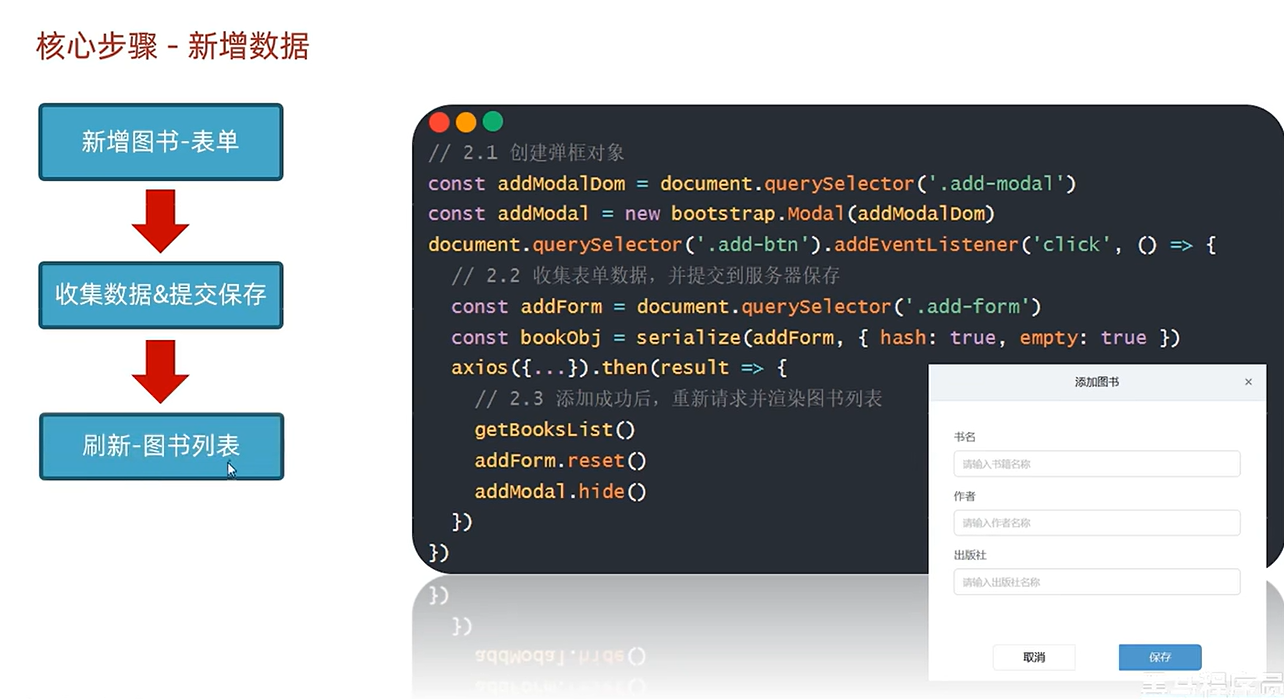 核心步骤 - 新增数据
新增图书-表单
收集数据&提交保存
刷新-图书列表
// 2.1 创建弹框对象
const addModalDom = document.querySelector('.add-modal')
const addModal = new bootstrap.Modal(addModalDom)
document.querySelector('.add-btn').addEventListener('click', () => {
// 2.2 收集表单数据，并提交到服务器保存
const addForm = document.querySelector('.add-form')
const bookObj = serialize(addForm, { hash: true, empty: true })
axios({...}).then(result => {
// 2.3 添加成功后，重新请求并渲染图书列表
getBooksList()
addForm.reset()
addModal.hide()
})
})
添加图书 ×
书名
请输入书籍名称
作者
请输入作者名称
出版社
请输入出版社名称
取消 保存